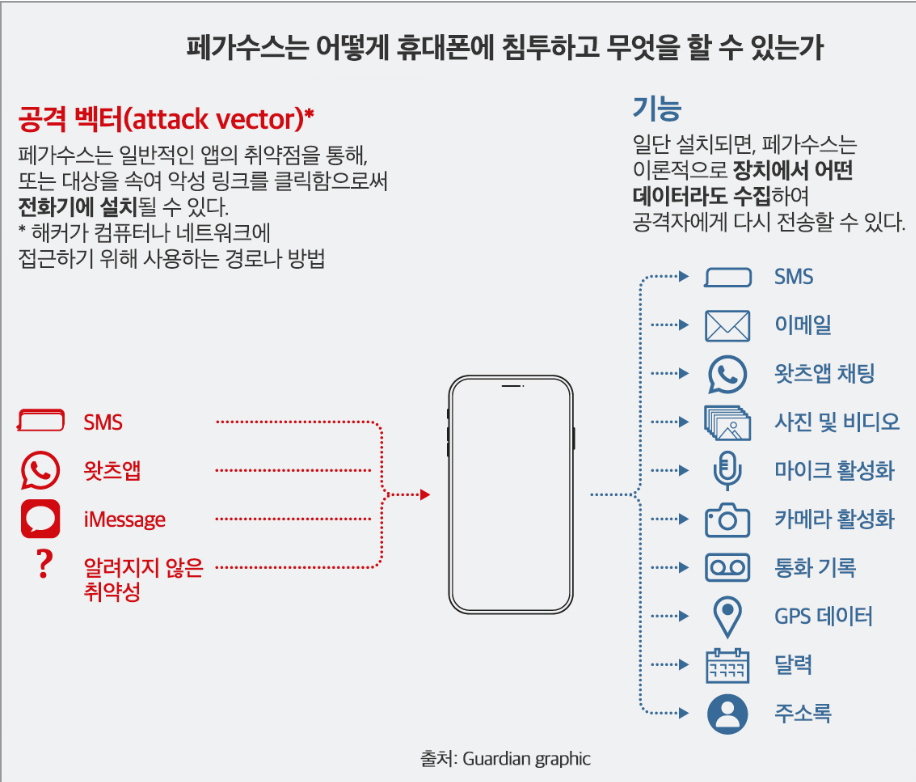 페가수스는 어떻게 휴대폰에 침투하고 무엇을 할 수 있는가
공격 벡터(attack vector)*
페가수스는 일반적인 앱의 취약점을 통해,
또는 대상을 속여 악성 링크를 클릭함으로써
전화기에 설치될 수 있다.
* 해커가 컴퓨터나 네트워크에
접근하기 위해 사용하는 경로나 방법
SMS
왓츠앱
iMessage
?
알려지지 않은
취약성
기능
일단 설치되면, 페가수스는
이론적으로 장치에서 어떤
데이터라도 수집하여
공격자에게 다시 전송할 수 있다.
SMS
이메일
왓츠앱 채팅
사진 및 비디오
마이크 활성화
카메라 활성화
통화 기록
GPS 데이터
달력
주소록
출처: Guardian graphic